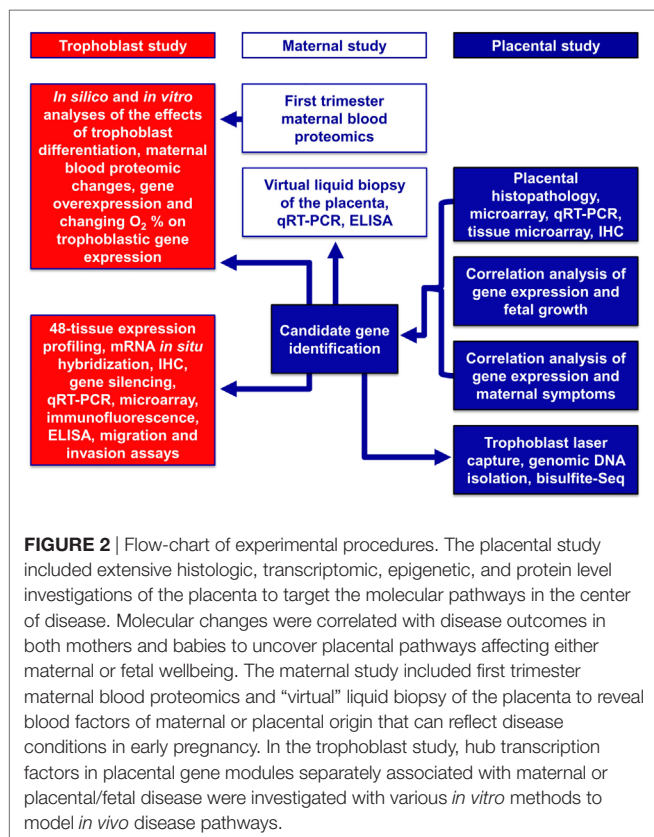 Trophoblast study
Maternal study
Placental study
In silico and in vitro
analyses of the effects
of trophoblast
differentiation, maternal
blood proteomic
changes, gene
overexpression and
changing O2 % on
trophoblastic gene
expression
First trimester
maternal blood
proteomics
Virtual liquid biopsy
of the placenta,
qRT-PCR, ELISA
Placental
histopathology,
microarray, qRT-PCR,
tissue microarray, IHC
Correlation analysis of
gene expression and
fetal growth
Candidate gene
identification
48-tissue expression
profiling, mRNA in situ
hybridization, IHC,
gene silencing,
qRT-PCR, microarray,
immunofluorescence,
ELISA, migration and
invasion assays
Correlation analysis of
gene expression and
maternal symptoms
Trophoblast laser
capture, genomic DNA
isolation, bisulfite-Seq
FIGURE 2 | Flow-chart of experimental procedures. The placental study
included extensive histologic, transcriptomic, epigenetic, and protein level
investigations of the placenta to target the molecular pathways in the center
of disease. Molecular changes were correlated with disease outcomes in
both mothers and babies to uncover placental pathways affecting either
maternal or fetal wellbeing. The maternal study included first trimester
maternal blood proteomics and “virtual” liquid biopsy of the placenta to reveal
blood factors of maternal or placental origin that can reflect disease
conditions in early pregnancy. In the trophoblast study, hub transcription
factors in placental gene modules separately associated with maternal or
placental/fetal disease were investigated with various in vitro methods to
model in vivo disease pathways.